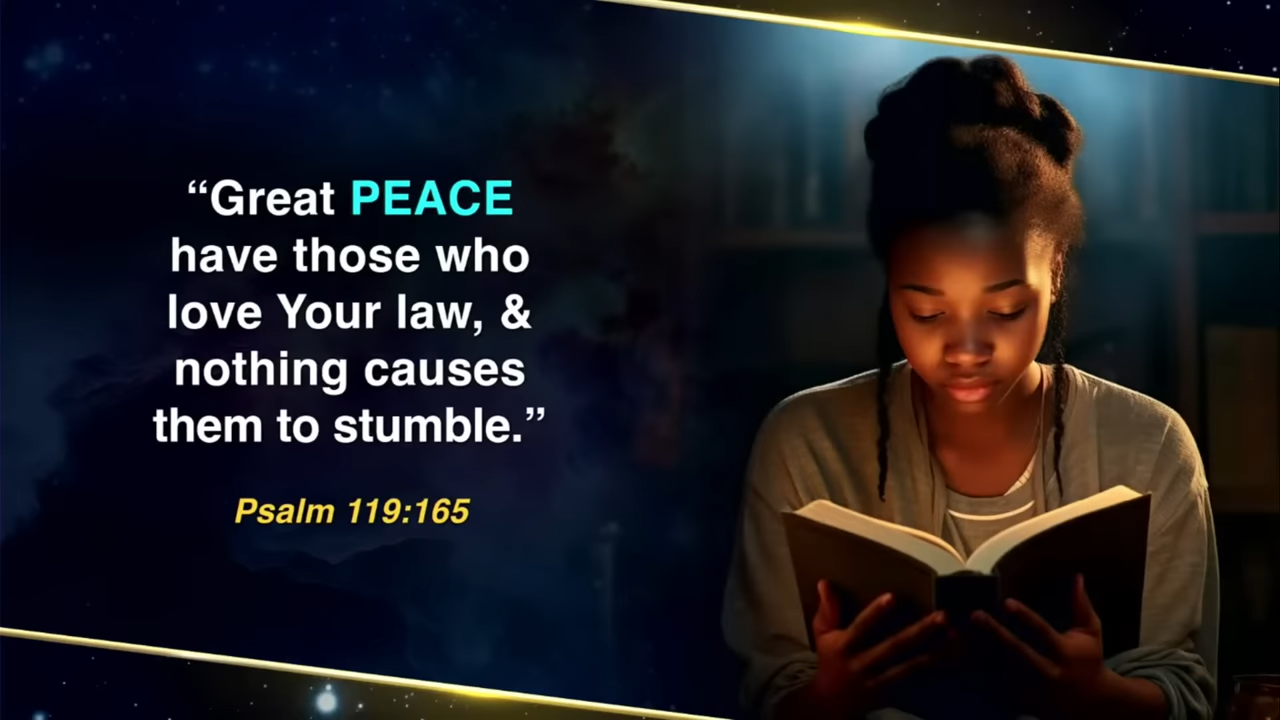 “Great PEACE
have those who
love Your law, &
nothing causes
them to stumble.”
Psalm 119:165